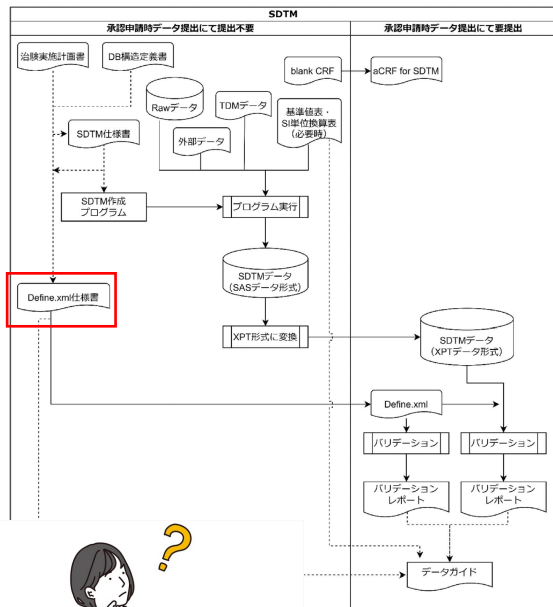 SDTM
承認申請時データ提出にて提出不要
承認申請時データ提出にて要提出
治験実施計画書
DB構造定義書
blank CRF
aCRF for SDTM
Rawデータ
TDMデータ
外部データ
基準値表・
SI単位換算表
(必要時)
SDTM仕様書
SDTM作成
プログラム
プログラム実行
SDTMデータ
(SASデータ形式)
Define.xml仕様書
XPT形式に変換
SDTMデータ
(XPTデータ形式)
Define.xml
バリデーション
バリデーション
バリデーション
レポート
バリデーション
レポート
データガイド
?